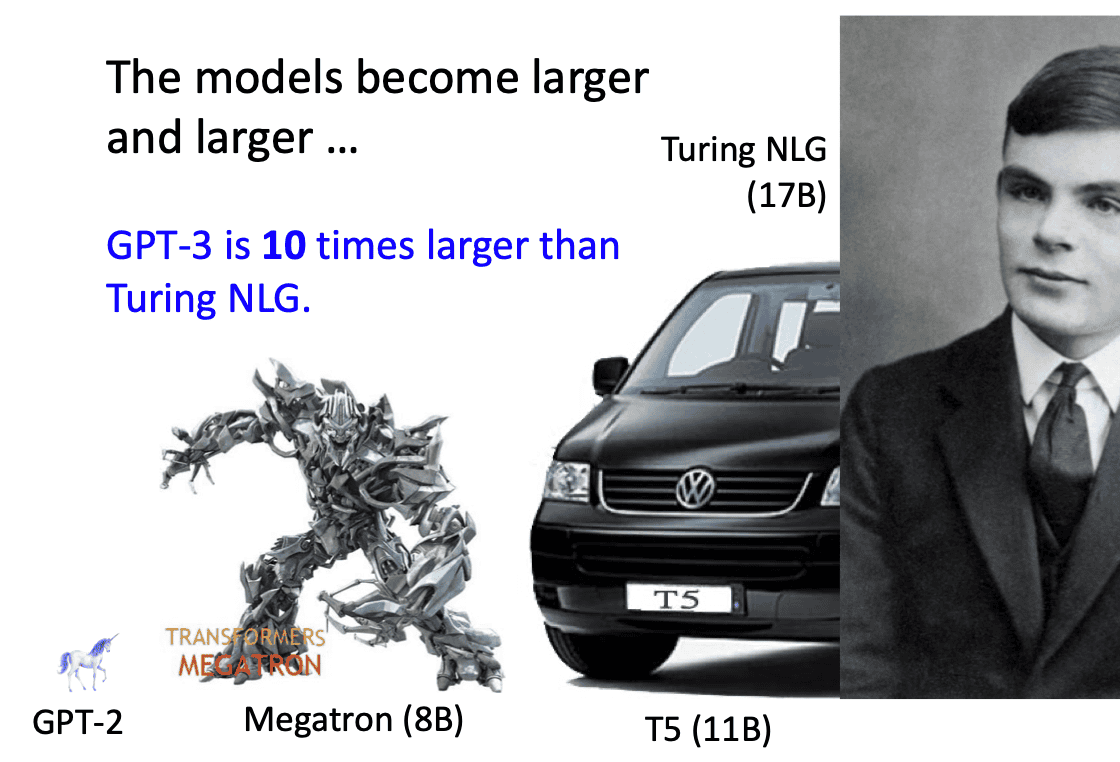 The models become larger
and larger ...
Turing NLG
(17B)
GPT-3 is 10 times larger than
Turing NLG.
T5
TRANSFORMERS
MEGATRON
GPT-2
Megatron (8B)
T5 (11B)